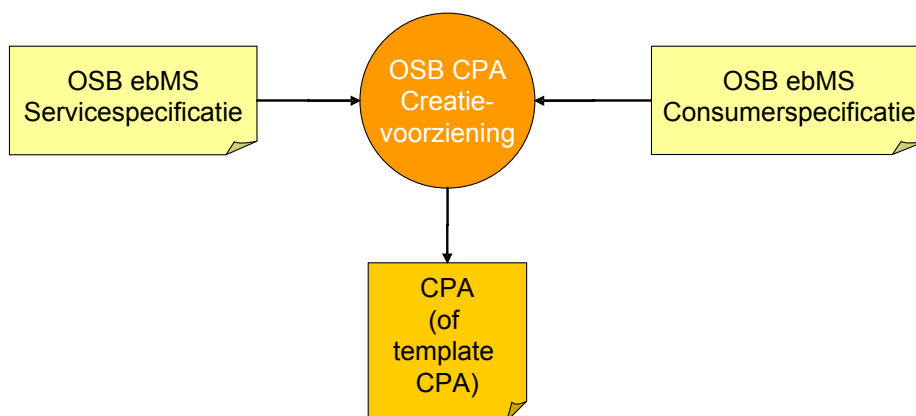 OSB ebMS
Servicespecificatie
OSB CPA
Creatie-
voorziening
OSB ebMS
Consumerspecificatie
CPA
(of
template
CPA)